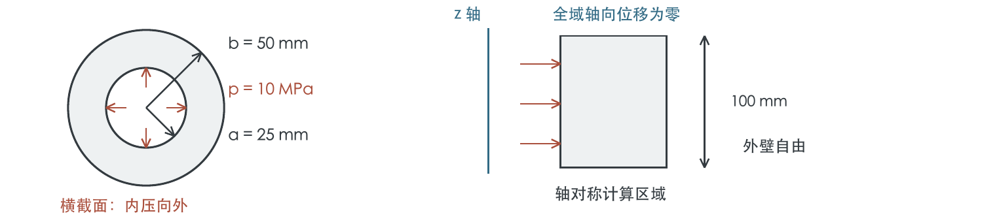 b = 50 mm
p = 10 MPa
a = 25 mm
横截面：内压向外
z 轴
全域轴向位移为零
100 mm
外壁自由
轴对称计算区域